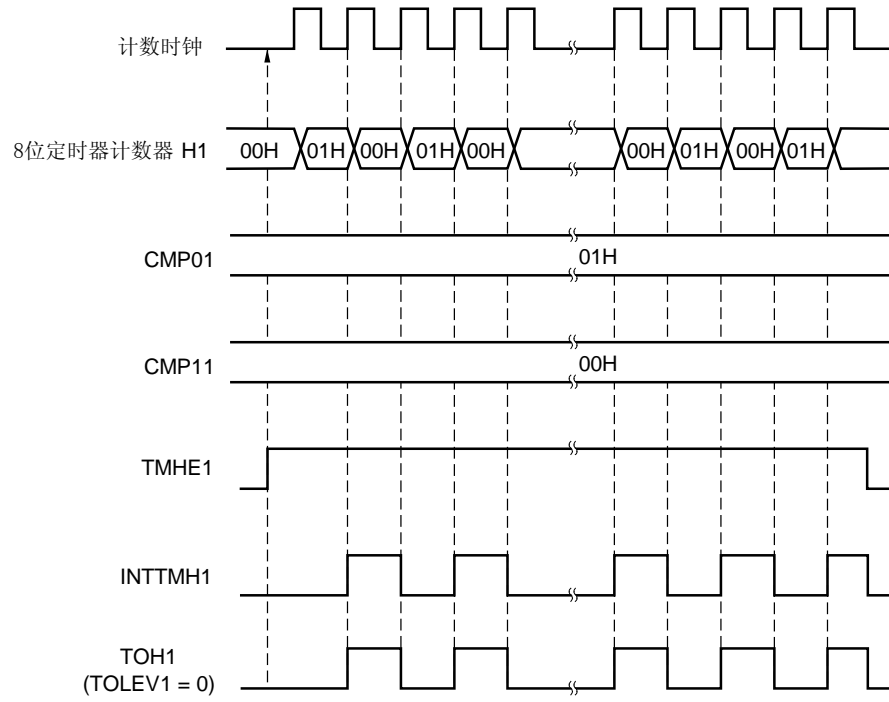 计数时钟
8位定时器计数器 H1 00H 01H 00H 01H 00H 00H 01H 00H 01H
CMP01 01H
CMP11 00H
TMHE1
INTTMH1
TOH1
(TOLEV1 = 0)